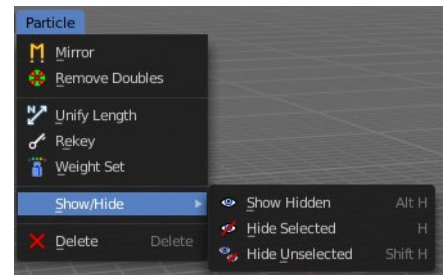 Particle
Mirror
Remove Doubles
Unify Length
Rekey
Weight Set
Show/Hide
Show Hidden Alt H
Hide Selected H
Hide Unselected Shift H
Delete Delete